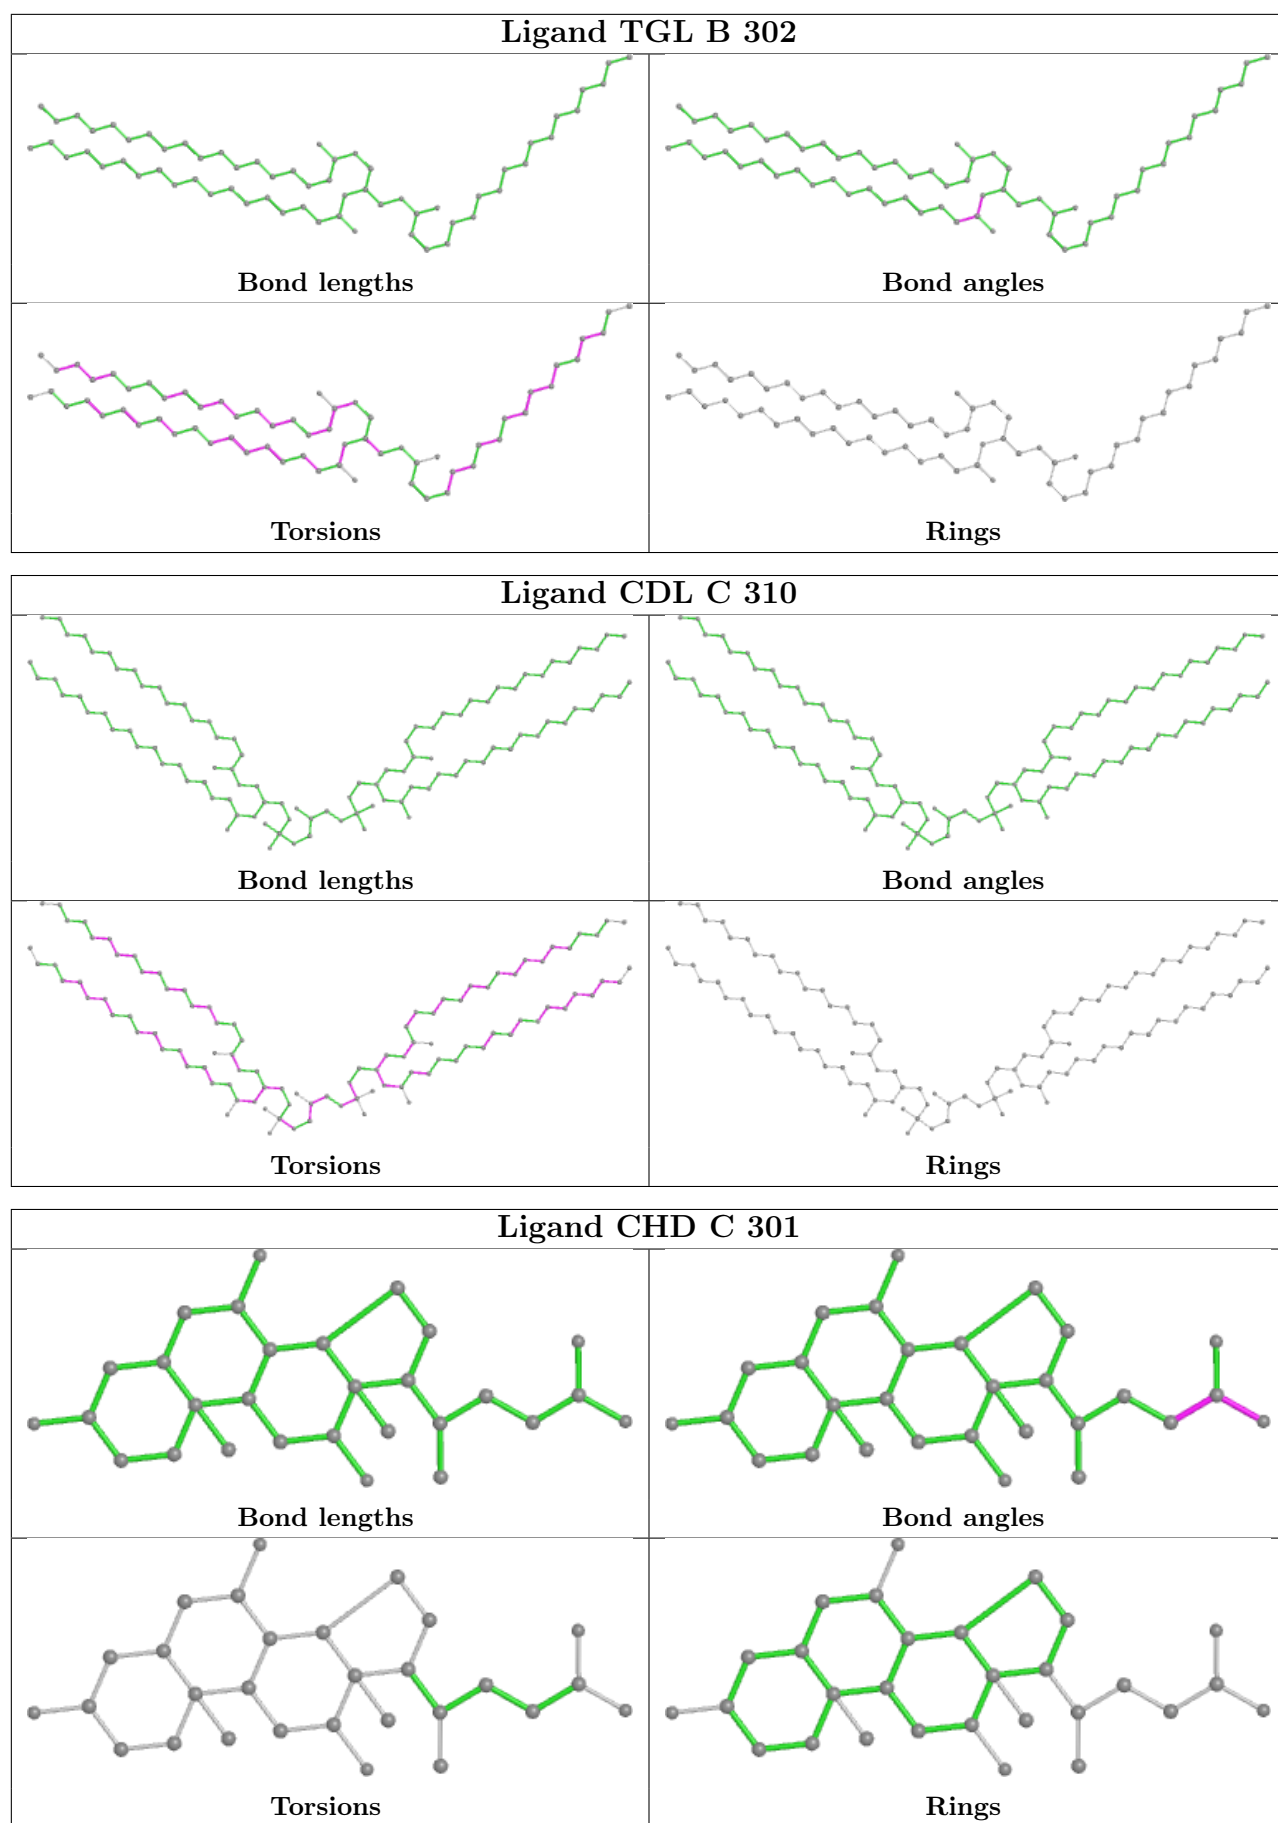 Ligand TGL B 302
Bond lengths
Bond angles
Torsions
Rings
Ligand CDL C 310
Bond lengths
Bond angles
Torsions
Rings
Ligand CHD C 301
Bond lengths
Bond angles
Torsions
Rings